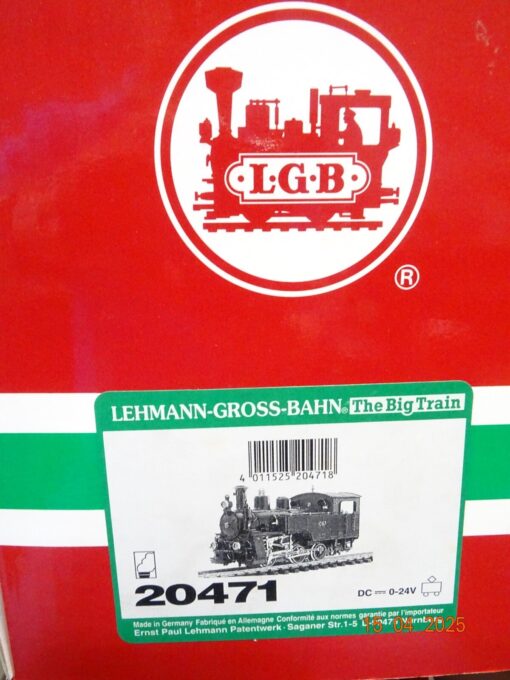 L·G·B
®
LEHMANN-GROSS-BAHN® The Big Train
4 011525 204718
20471
DC 0-24V
Made in Germany Fabriqué en Allemagne Conformité aux normes garantie par l'importateur
Ernst Paul Lehmann Patentwerk · Saganer Str.1-5
15 04 2025